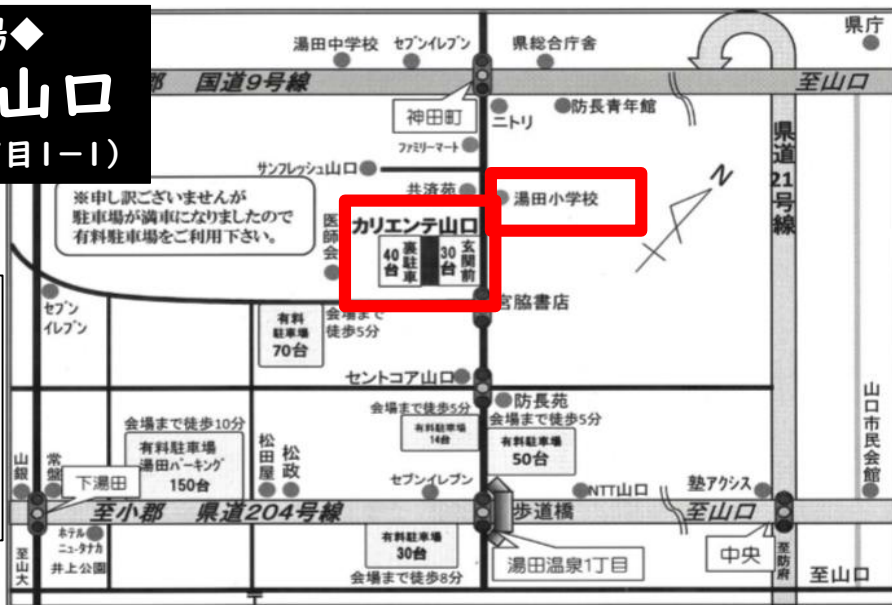 場◆
山口
目1-1)
湯田中学校
セブンイレブン
県総合庁舎
県庁
郡
国道9号線
至山口
神田町
ニトリ
防長青年館
ファミリーマート
サンフレッシュ山口
県道
21
号線
N
共済苑
湯田小学校
※申し訳ございませんが
駐車場が満車になりましたので
有料駐車場をご利用下さい。
医師会
カリエンテ山口
40台
裏駐車
30台
玄関前
宮脇書店
セブン
イレブン
有料
駐車場
70台
会場まで
徒歩5分
セントコア山口
防長苑
会場まで徒歩5分
有料駐車場
14台
会場まで徒歩5分
有料駐車場
50台
会場まで徒歩10分
有料駐車場
湯田パーキング
150台
松田屋
松政
山口市民会館
山銀
常盤
下湯田
セブンイレブン
NTT山口
塾アクシス
至小郡
県道204号線
歩道橋
至山口
ホテル
ニュータナカ
井上公園
至山大
有料駐車場
30台
会場まで徒歩8分
湯田温泉1丁目
中央
至防府
至山口